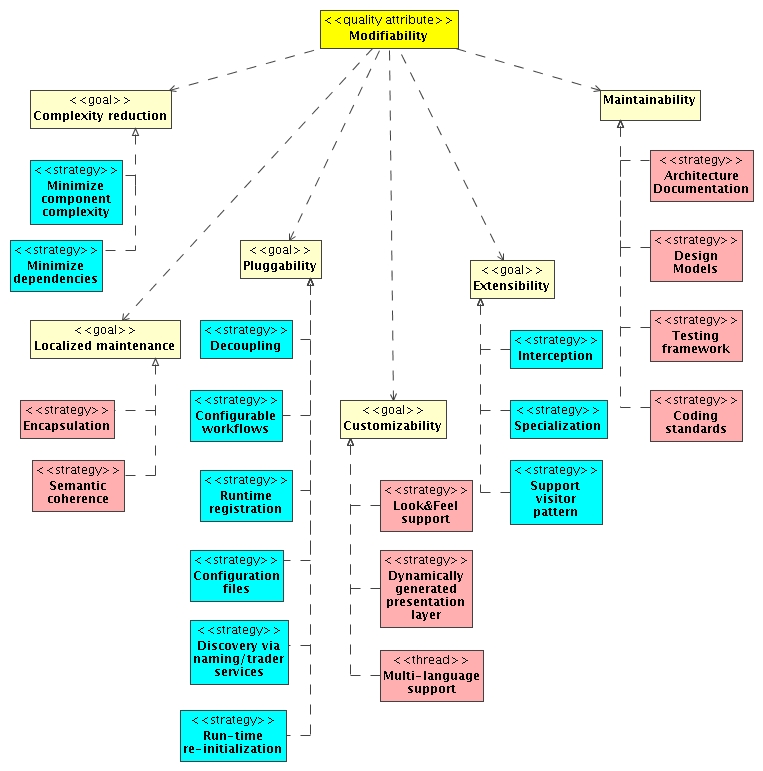 <<quality attribute>>
Modifiability
<<goal>>
Complexity reduction
Maintainability
<<strategy>>
Minimize
component
complexity
<<strategy>>
Architecture
Documentation
<<strategy>>
Minimize
dependencies
<<goal>>
Pluggability
<<goal>>
Extensibility
<<strategy>>
Design
Models
<<goal>>
Localized maintenance
<<strategy>>
Decoupling
<<strategy>>
Interception
<<strategy>>
Testing
framework
<<strategy>>
Encapsulation
<<strategy>>
Configurable
workflows
<<goal>>
Customizability
<<strategy>>
Specialization
<<strategy>>
Coding
standards
<<strategy>>
Semantic
coherence
<<strategy>>
Runtime
registration
<<strategy>>
Look&Feel
support
<<strategy>>
Support
visitor
pattern
<<strategy>>
Configuration
files
<<strategy>>
Dynamically
generated
presentation
layer
<<strategy>>
Discovery via
naming/trader
services
<<thread>>
Multi-language
support
<<strategy>>
Run-time
re-initialization